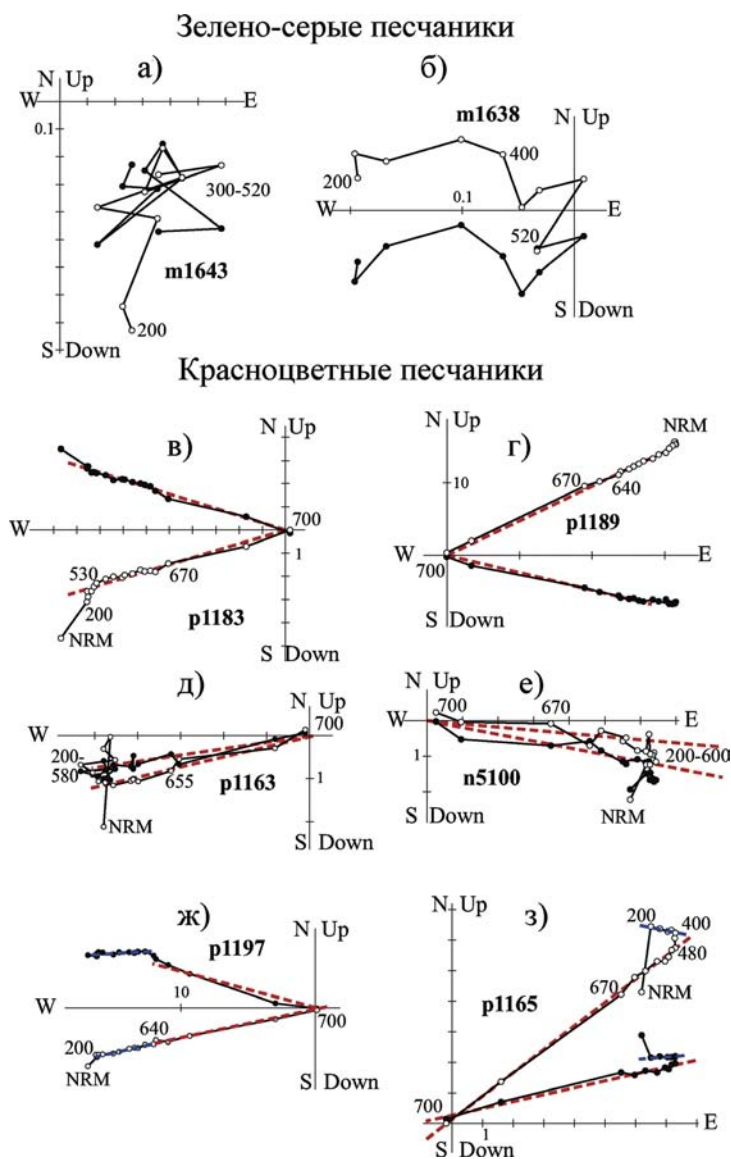 Зелено-серые песчаники
а)
N Up
W
E
0.1
300-520
m1643
200
S Down
б)
N Up
m1638
400
200
0.1
W
E
520
S Down
Красноцветные песчаники
в)
N Up
W
700
1
530
670
200
p1183
NRM
S Down
г)
N Up
NRM
10
670
640
p1189
W
E
700
S Down
д)
N Up
W
700
200-
580
655
1
p1163
NRM
S Down
е)
N Up
700
670
W
E
1
200-600
n5100
NRM
S Down
ж)
N Up
p1197
W
10
700
640
200
NRM
S Down
з)
N Up
200
400
480
670
NRM
p1165
700
E
1
S Down